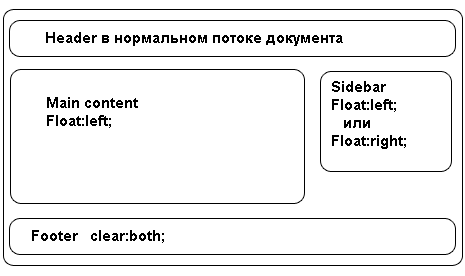 Header в нормальном потоке документа
Main content
Float:left;
Sidebar
Float:left;
или
Float:right;
Footer clear:both;